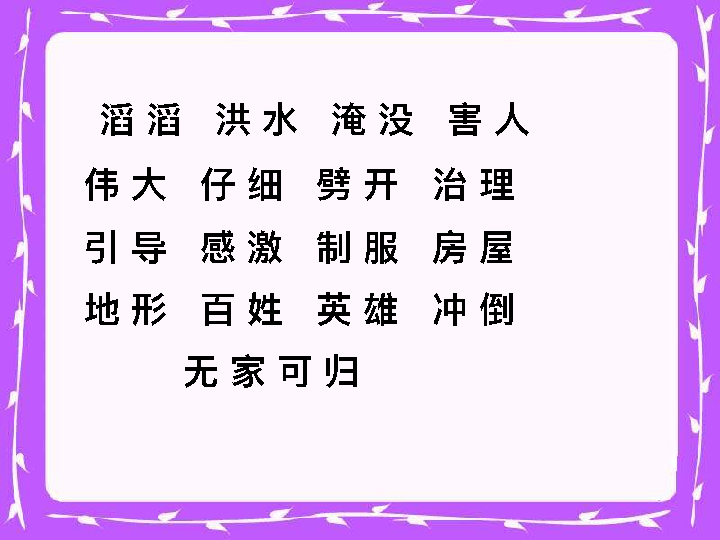 滔滔 洪水 淹没 害人
伟大 仔细 劈开 治理
引导 感激 制服 房屋
地形 百姓 英雄 冲倒
无家可归